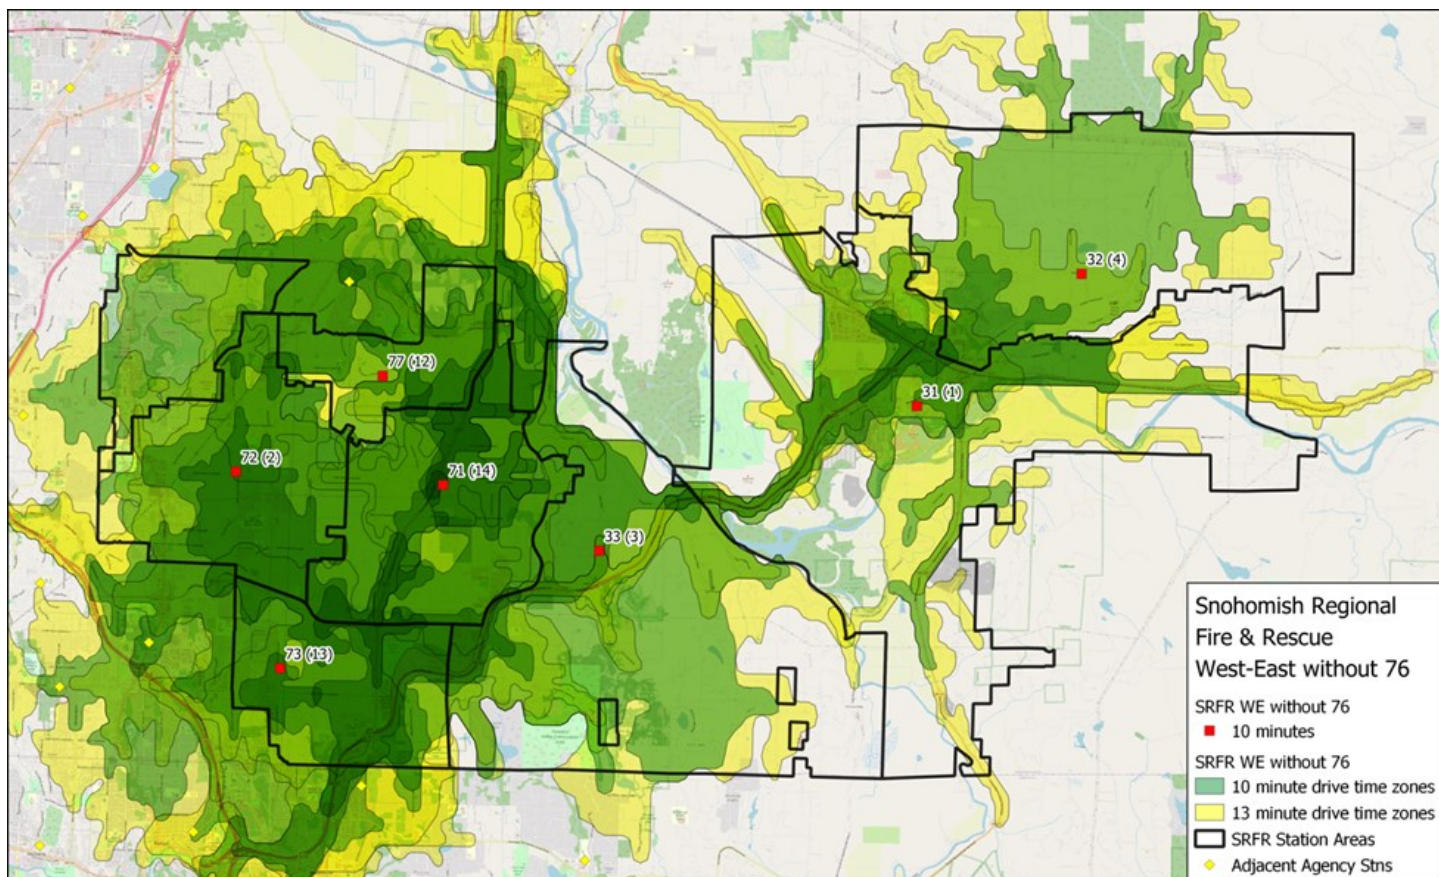 32 (4)
77 (12)
31 (1)
72 (2)
71 (14)
33 (3)
73 (13)
Snohomish Regional
Fire & Rescue
West-East without 76
SRFR WE without 76
10 minutes
SRFR WE without 76
10 minute drive time zones
13 minute drive time zones
SRFR Station Areas
Adjacent Agency Stns